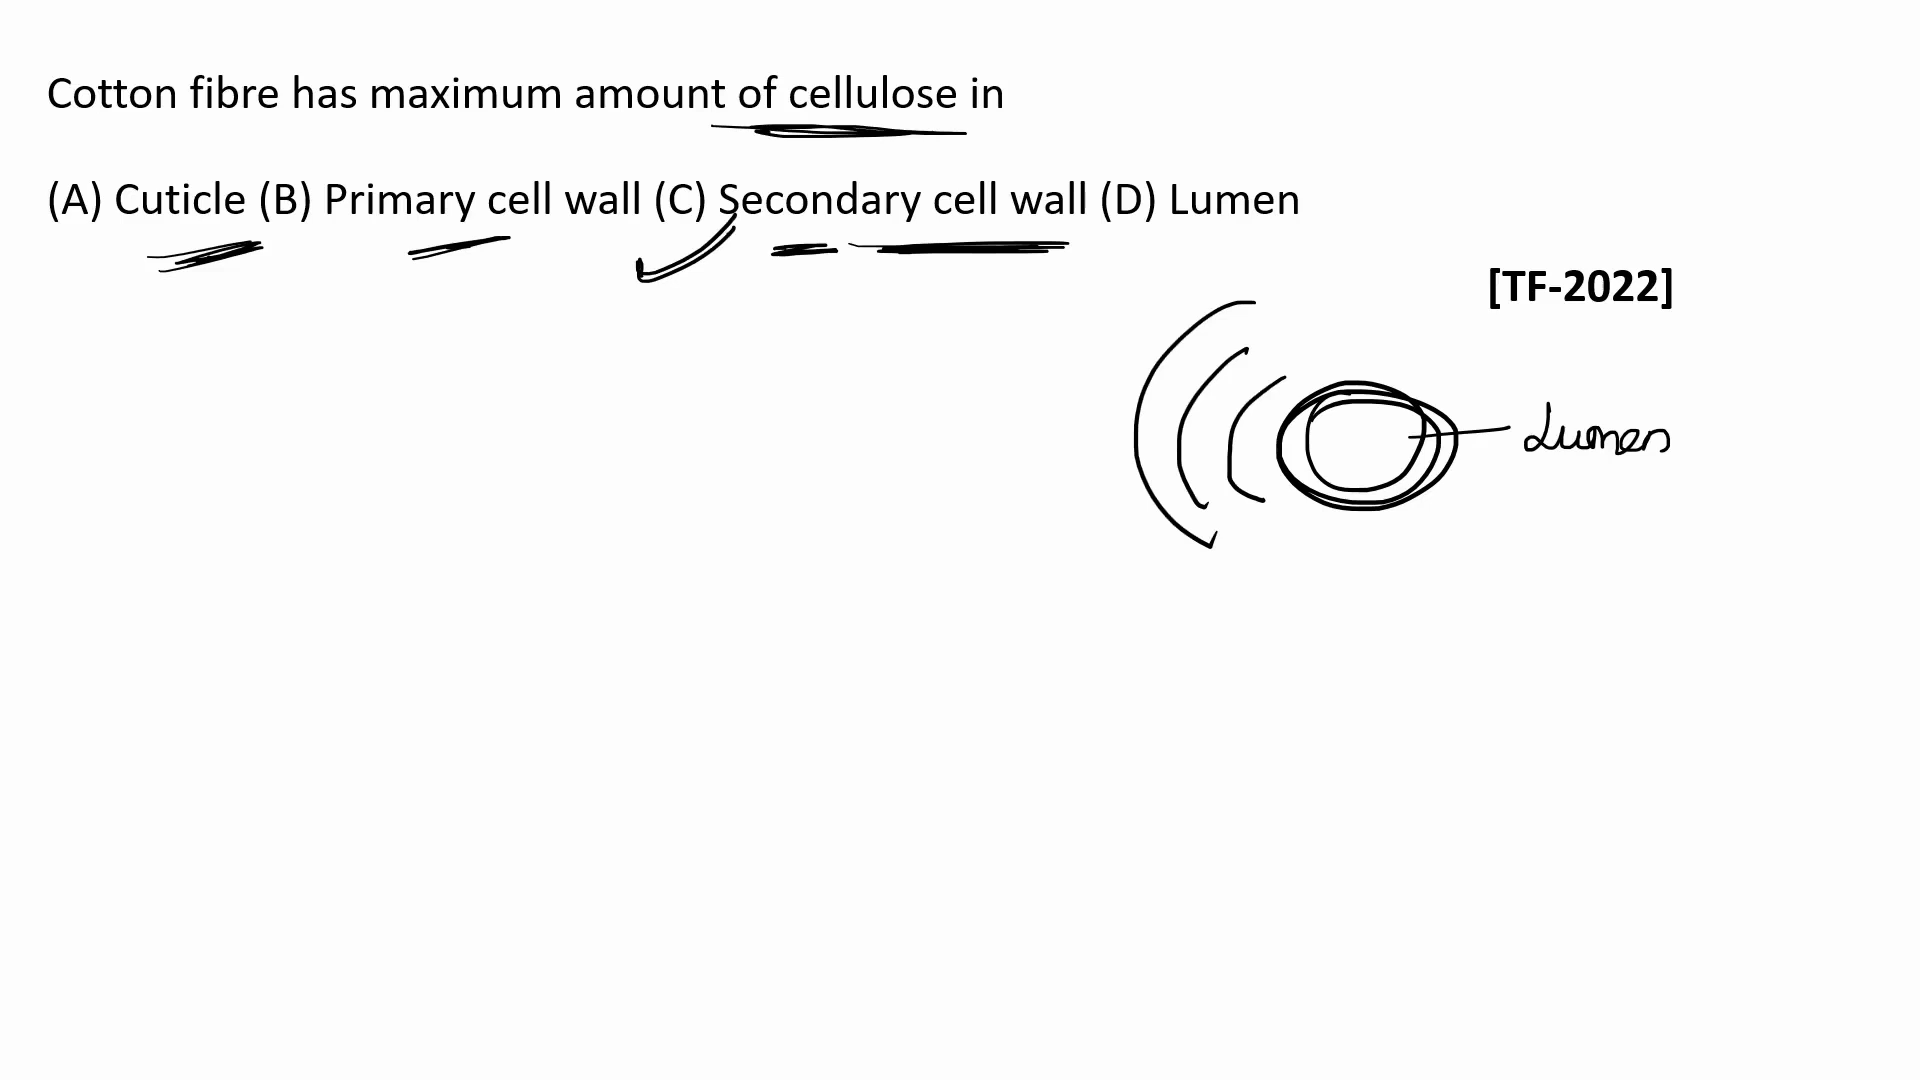 Cotton fibre has maximum amount of cellulose in
(A) Cuticle (B) Primary cell wall (C) Secondary cell wall (D) Lumen
[TF-2022]
Lumen